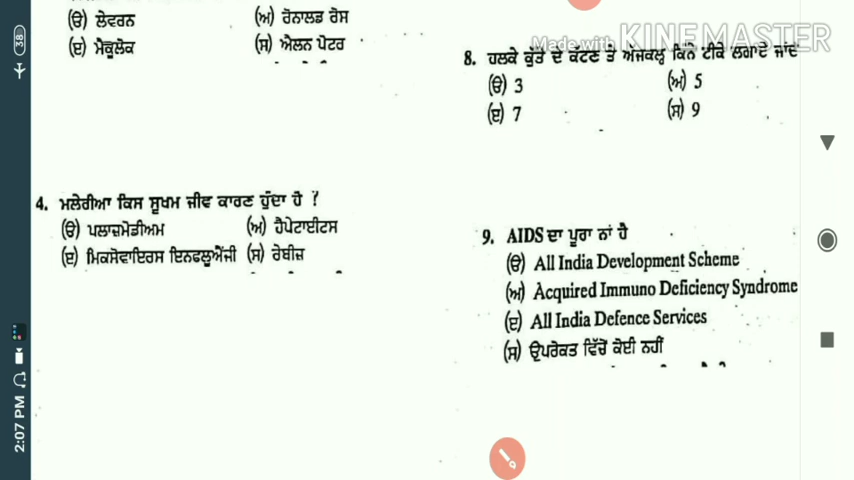 (ੳ) ਲੇਵਰਨ (ਅ) ਰੋਨਾਲਡ ਰੋਸ
(ੲ) ਮੈਕੂਲੋਕ (ਸ) ਐਲਨ ਪੋਟਰ
4. ਮਲੇਰੀਆ ਕਿਸ ਸੂਖਮ ਜੀਵ ਕਾਰਣ ਹੁੰਦਾ ਹੈ ?
(ੳ) ਪਲਾਜ਼ਮੋਡੀਅਮ (ਅ) ਹੈਪੇਟਾਈਟਸ
(ੲ) ਮਿਕਸੋਵਾਇਰਸ ਇਨਫਲੂਐਂਜੀ (ਸ) ਰੇਬੀਜ਼
Made with KINEMASTER
8. ਹਲਕੇ ਕੁੱਤੇ ਦੇ ਕੱਟਣ ਤੇ ਅੱਜਕਲ੍ਹ ਕਿੰਨੇ ਟੀਕੇ ਲਗਾਏ ਜਾਂਦੇ
(ੳ) 3 (ਅ) 5
(ੲ) 7 (ਸ) 9
9. AIDS ਦਾ ਪੂਰਾ ਨਾਂ ਹੈ
(ੳ) All India Development Scheme
(ਅ) Acquired Immuno Deficiency Syndrome
(ੲ) All India Defence Services
(ਸ) ਉਪਰੋਕਤ ਵਿੱਚੋਂ ਕੋਈ ਨਹੀਂ
38
2:07 PM